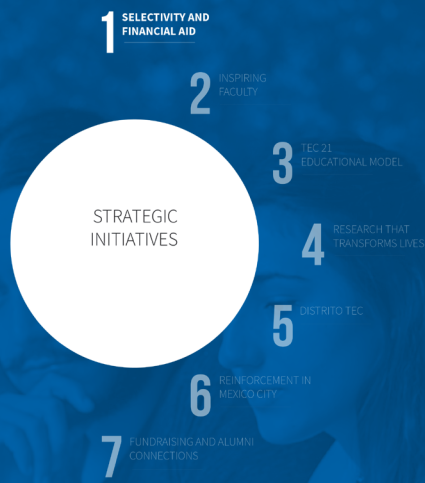 1 SELECTIVITY AND
FINANCIAL AID
2 INSPIRING
FACULTY
3 TEC 21
EDUCATIONAL MODEL
STRATEGIC
INITIATIVES
4 RESEARCH THAT
TRANSFORMS LIVES
5 DISTRITO TEC
6 REINFORCEMENT IN
MEXICO CITY
7 FUNDRAISING AND ALUMNI
CONNECTIONS